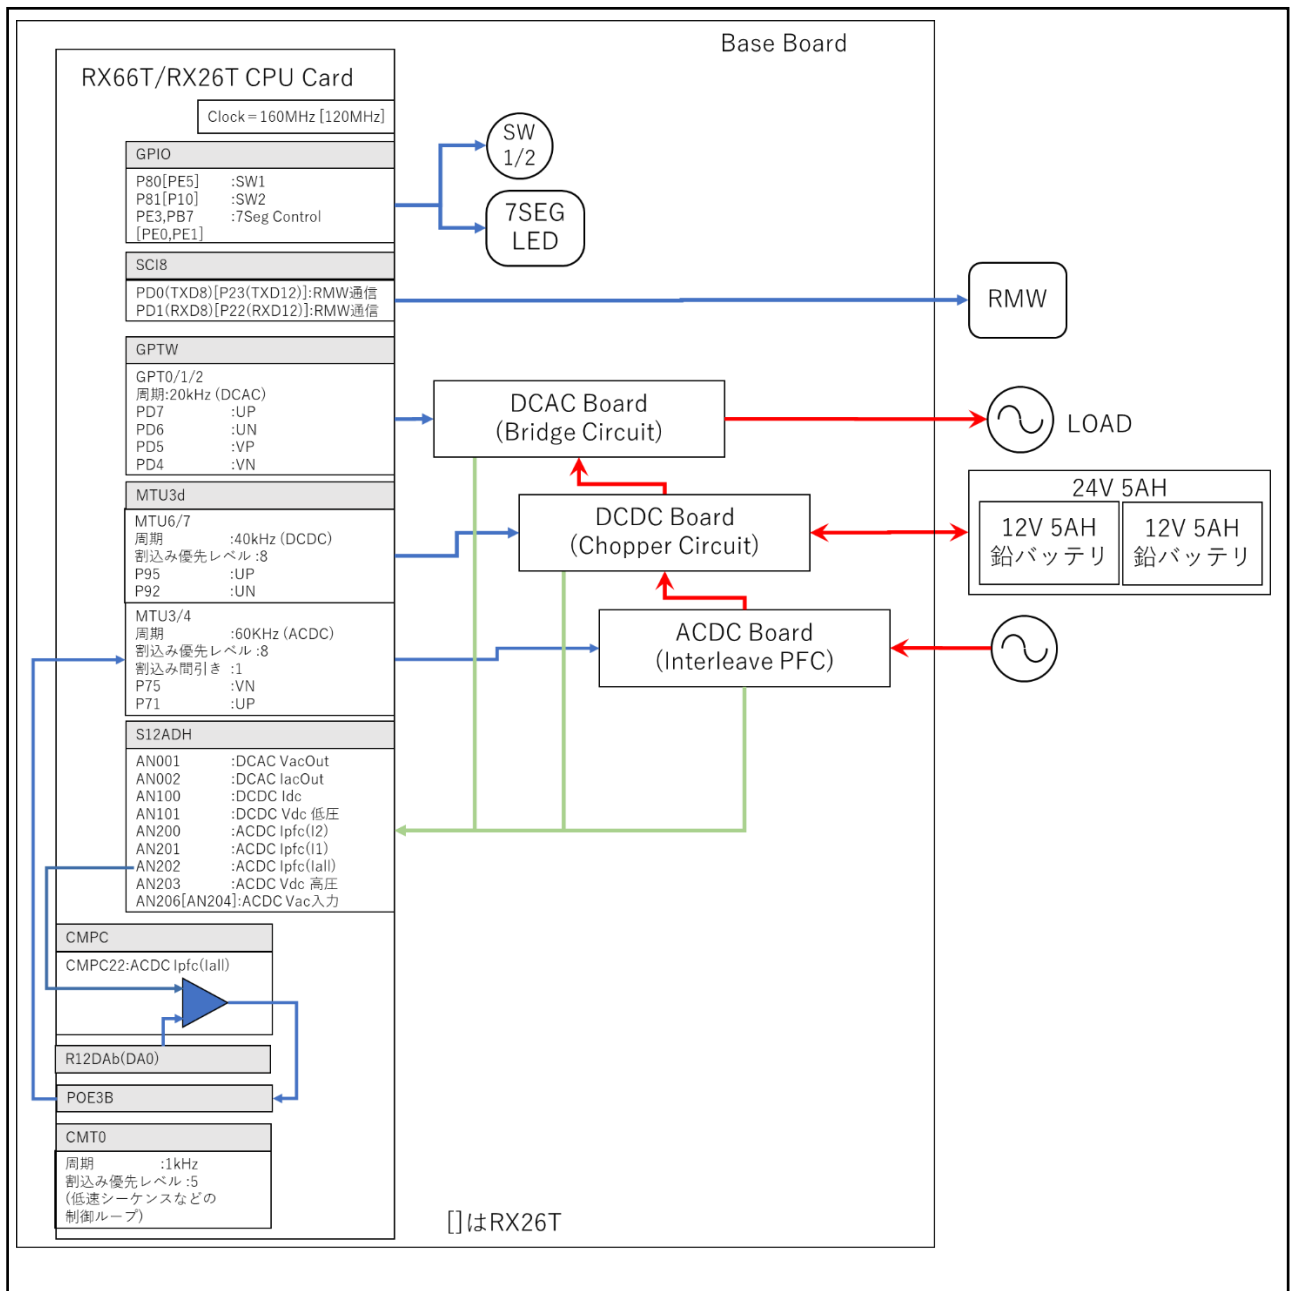 Base Board
RX66T/RX26T CPU Card
Clock=160MHz [120MHz]
GPIO
P80[PE5] :SW1
P81[P10] :SW2
PE3,PB7 :7Seg Control
[PE0,PE1]
SW
1/2
7SEG
LED
SCI8
PD0(TXD8)[P23(TXD12)]:RMW通信
PD1(RXD8)[P22(RXD12)]:RMW通信
RMW
GPTW
GPT0/1/2
周期:20kHz (DCAC)
PD7 :UP
PD6 :UN
PD5 :VP
PD4 :VN
DCAC Board
(Bridge Circuit)
LOAD
MTU3d
MTU6/7
周期 :40kHz (DCDC)
割込み優先レベル:8
P95 :UP
P92 :UN
DCDC Board
(Chopper Circuit)
24V 5AH
12V 5AH
鉛バッテリ
12V 5AH
鉛バッテリ
MTU3/4
周期 :60KHz (ACDC)
割込み優先レベル:8
割込み間引き :1
P75 :VN
P71 :UP
ACDC Board
(Interleave PFC)
S12ADH
AN001 :DCAC VacOut
AN002 :DCAC IacOut
AN100 :DCDC Idc
AN101 :DCDC Vdc 低圧
AN200 :ACDC Ipfc(I2)
AN201 :ACDC Ipfc(I1)
AN202 :ACDC Ipfc(Iall)
AN203 :ACDC Vdc 高圧
AN206[AN204]:ACDC Vac入力
CMPC
CMPC22:ACDC Ipfc(Iall)
R12DAb(DA0)
POE3B
CMT0
周期 :1kHz
割込み優先レベル:5
(低速シーケンスなどの
制御ループ)
[]はRX26T